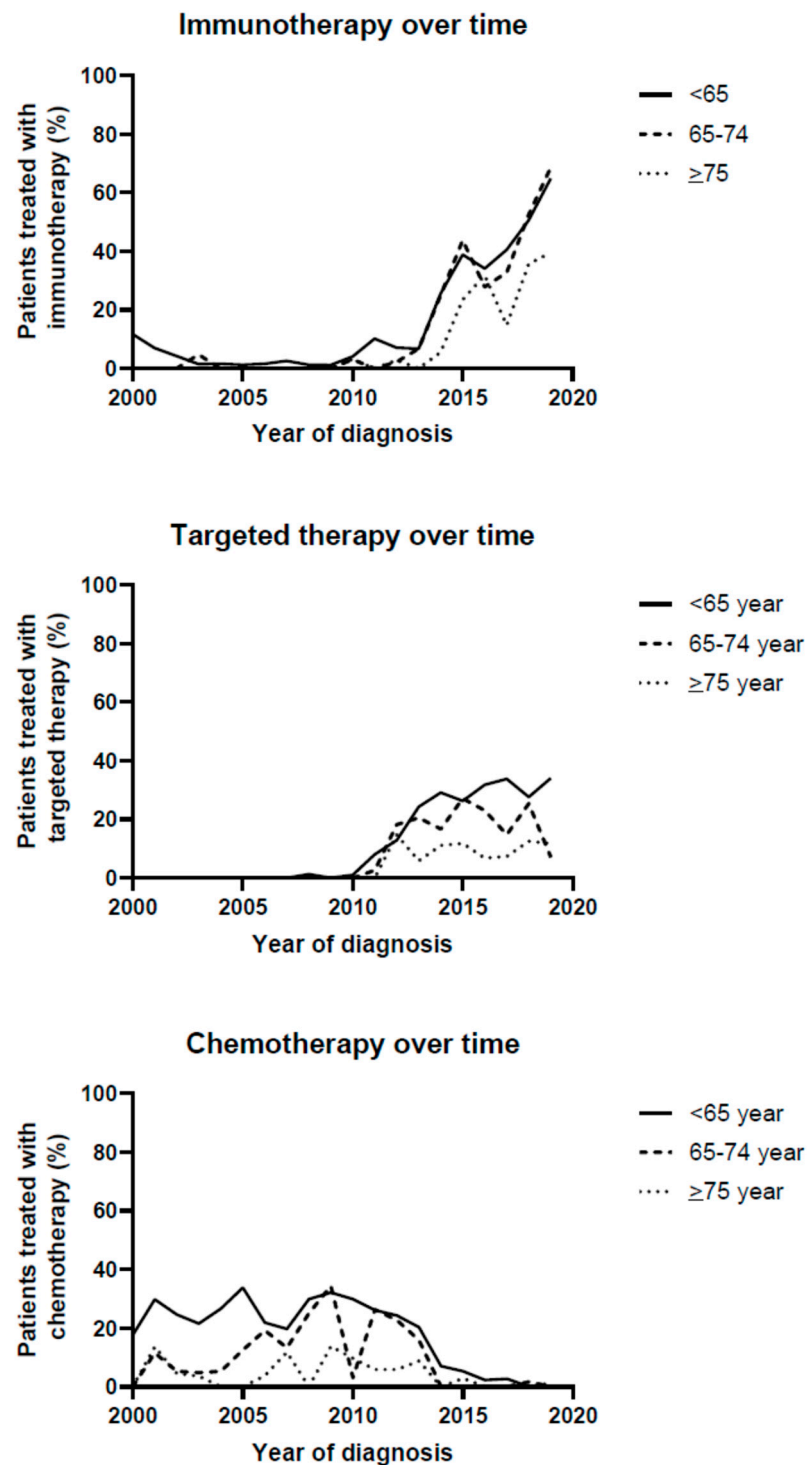 Immunotherapy over time
Patients treated with
immunotherapy (%)
100
80
60
40
20
0
2000
2005
2010
2015
2020
Year of diagnosis
<65
65-74
≥75
Targeted therapy over time
Patients treated with
targeted therapy (%)
100
80
60
40
20
0
2000
2005
2010
2015
2020
Year of diagnosis
<65 year
65-74 year
≥75 year
Chemotherapy over time
Patients treated with
chemotherapy (%)
100
80
60
40
20
0
2000
2005
2010
2015
2020
Year of diagnosis
<65 year
65-74 year
≥75 year